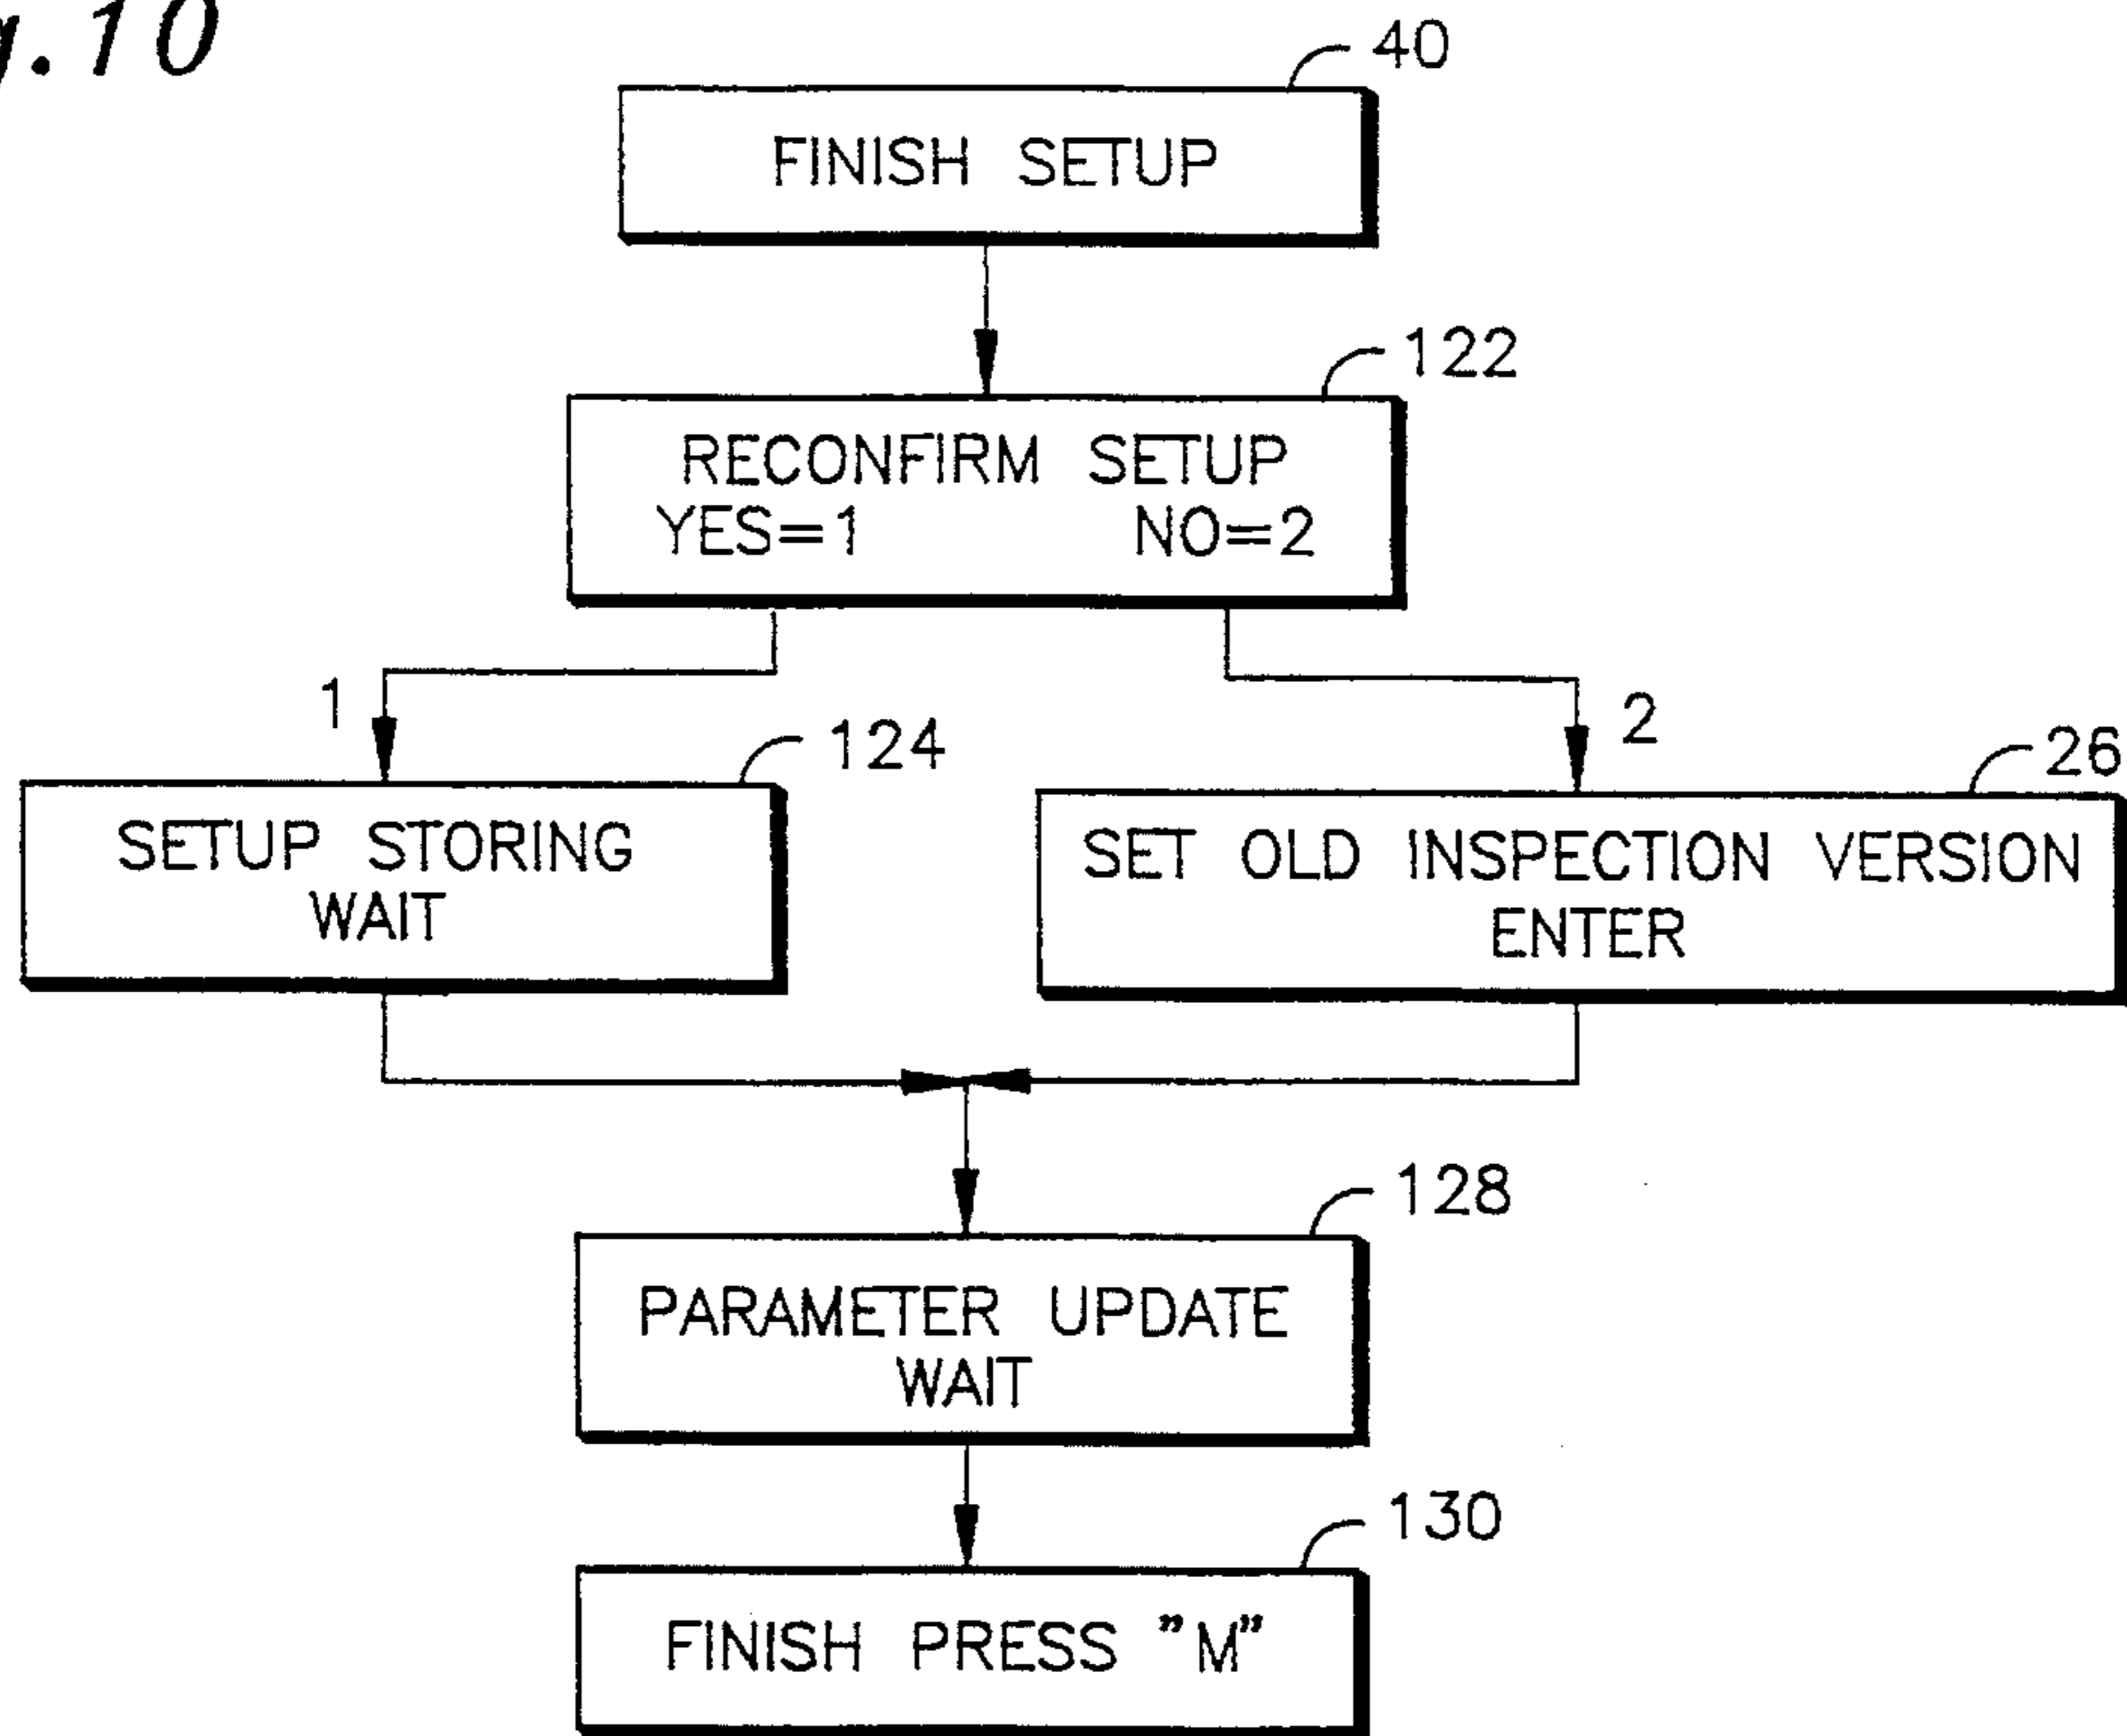 .10
40
FINISH SETUP
122
RECONFIRM SETUP
YES=1 NO=2
1
2
124
26
SETUP STORING
WAIT
SET OLD INSPECTION VERSION
ENTER
128
PARAMETER UPDATE
WAIT
130
FINISH PRESS "M"